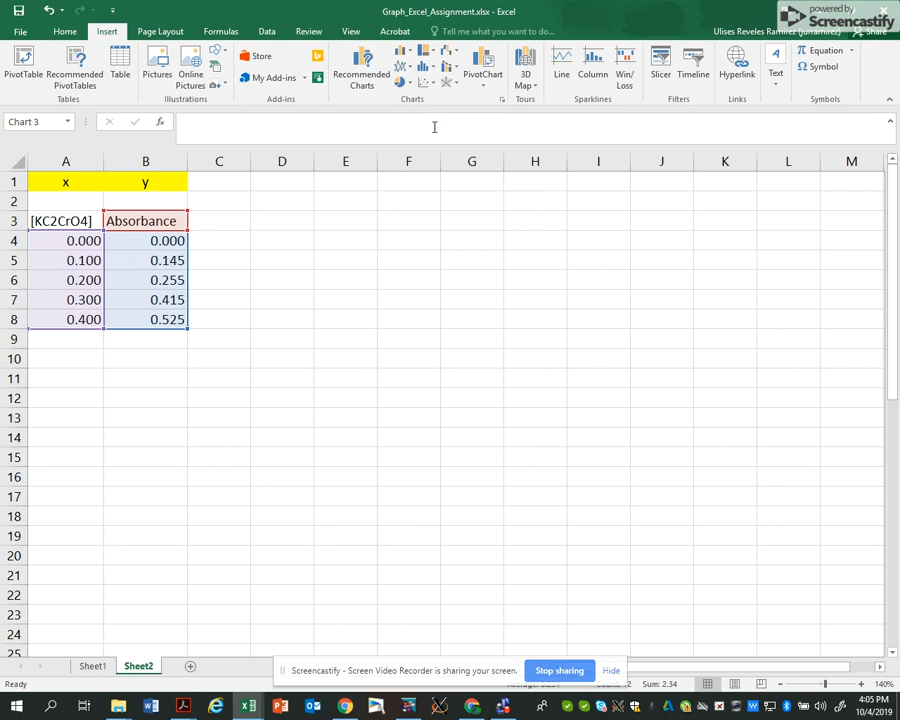 Graph_Excel_Assignment.xlsx - Excel
powered by
Screencastify
File Home Insert Page Layout Formulas Data Review View Acrobat Tell me what you want to do... Ulises Reveles Ramirez (jurramirez) Share
PivotTable Recommended PivotTables Table Pictures Online Pictures Store My Add-ins Recommended Charts PivotChart 3D Map Line Column Win/Loss Slicer Timeline Hyperlink Text Equation Symbol
Tables Illustrations Add-ins Charts Tours Sparklines Filters Links Symbols
Chart 3 fx
A B C D E F G H I J K L M
1 x y
2
3 [KC2CrO4] Absorbance
4 0.000 0.000
5 0.100 0.145
6 0.200 0.255
7 0.300 0.415
8 0.400 0.525
9
10
11
12
13
14
15
16
17
18
19
20
21
22
23
24
25
Sheet1 Sheet2
Screencastify - Screen Video Recorder is sharing your screen. Stop sharing Hide
Ready Sum: 2.34 140%
4:05 PM
10/4/2019